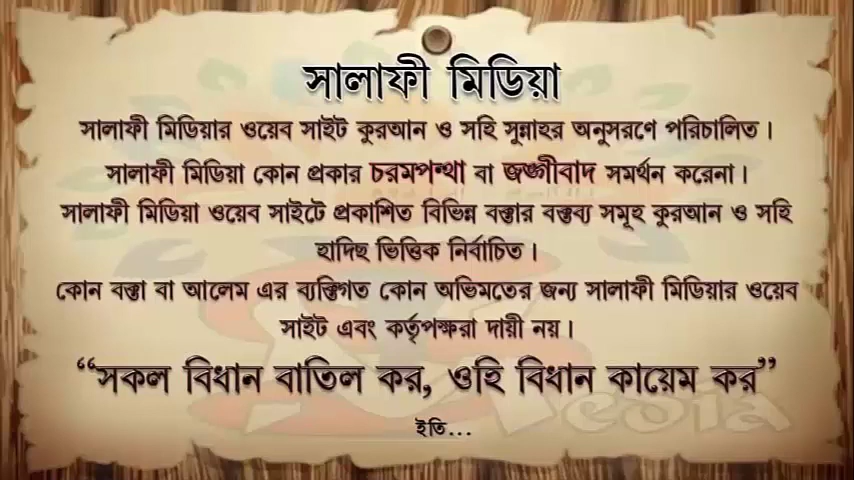 সালাফী মিডিয়া
সালাফী মিডিয়ার ওয়েব সাইট কুরআন ও সহি সুন্নাহর অনুসরণে পরিচালিত।
সালাফী মিডিয়া কোন প্রকার চরমপন্থা বা জঙ্গীবাদ সমর্থন করেনা।
সালাফী মিডিয়া ওয়েব সাইটে প্রকাশিত বিভিন্ন বক্তার বক্তব্য সমূহ কুরআন ও সহি
হাদিছ ভিত্তিক নির্বাচিত।
কোন বক্তা বা আলেম এর ব্যক্তিগত কোন অভিমতের জন্য সালাফী মিডিয়ার ওয়েব
সাইট এবং কর্তৃপক্ষরা দায়ী নয়।
“সকল বিধান বাতিল কর, ওহি বিধান কায়েম কর”
Media
ইতি...